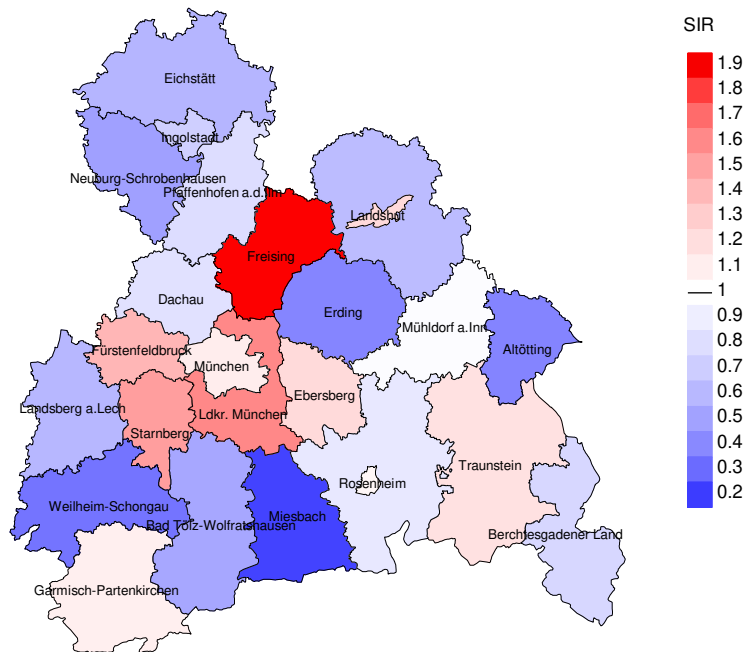 SIR
1.9
1.8
1.7
1.6
1.5
1.4
1.3
1.2
1.1
1
0.9
0.8
0.7
0.6
0.5
0.4
0.3
0.2
Eichstätt
Ingolstadt
Neuburg-Schrobenhausen
Pfaffenhofen a.d.Ilm
Landshut
Freising
Dachau
Erding
Mühldorf a.Inn
Altötting
Fürstenfeldbruck
München
Ebersberg
Landsberg a.Lech
Ldkr. München
Starnberg
Traunstein
Rosenheim
Weilheim-Schongau
Miesbach
Bad Tölz-Wolfratshausen
Berchtesgadener Land
Garmisch-Partenkirchen